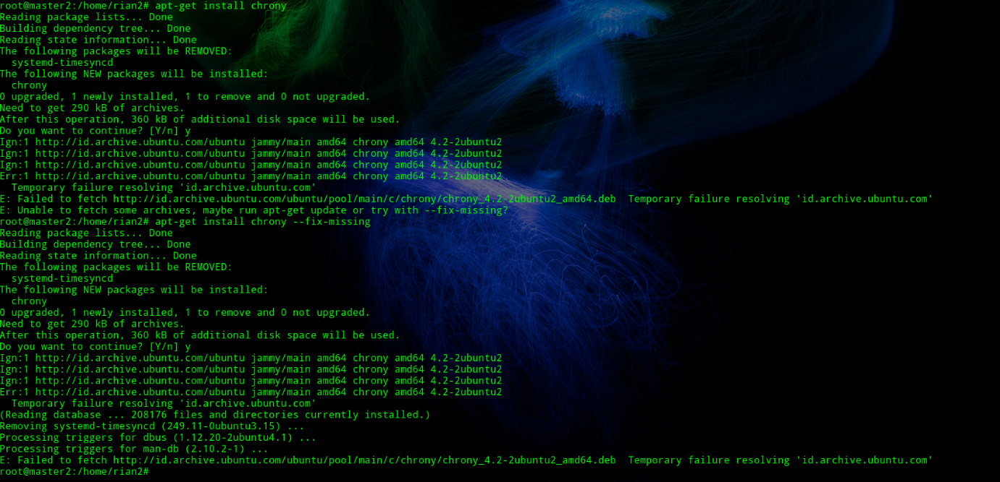 root@master2:/home/rian2# apt-get install chrony
Reading package lists... Done
Building dependency tree... Done
Reading state information... Done
The following packages will be REMOVED:
  systemd-timesyncd
The following NEW packages will be installed:
  chrony
0 upgraded, 1 newly installed, 1 to remove and 0 not upgraded.
Need to get 290 kB of archives.
After this operation, 360 kB of additional disk space will be used.
Do you want to continue? [Y/n] y
Ign:1 http://id.archive.ubuntu.com/ubuntu jammy/main amd64 chrony amd64 4.2-2ubuntu2
Ign:1 http://id.archive.ubuntu.com/ubuntu jammy/main amd64 chrony amd64 4.2-2ubuntu2
Ign:1 http://id.archive.ubuntu.com/ubuntu jammy/main amd64 chrony amd64 4.2-2ubuntu2
Err:1 http://id.archive.ubuntu.com/ubuntu jammy/main amd64 chrony amd64 4.2-2ubuntu2
  Temporary failure resolving 'id.archive.ubuntu.com'
E: Failed to fetch http://id.archive.ubuntu.com/ubuntu/pool/main/c/chrony/chrony_4.2-2ubuntu2_amd64.deb  Temporary failure resolving 'id.archive.ubuntu.com'
E: Unable to fetch some archives, maybe run apt-get update or try with --fix-missing?
root@master2:/home/rian2# apt-get install chrony --fix-missing
Reading package lists... Done
Building dependency tree... Done
Reading state information... Done
The following packages will be REMOVED:
  systemd-timesyncd
The following NEW packages will be installed:
  chrony
0 upgraded, 1 newly installed, 1 to remove and 0 not upgraded.
Need to get 290 kB of archives.
After this operation, 360 kB of additional disk space will be used.
Do you want to continue? [Y/n] y
Ign:1 http://id.archive.ubuntu.com/ubuntu jammy/main amd64 chrony amd64 4.2-2ubuntu2
Ign:1 http://id.archive.ubuntu.com/ubuntu jammy/main amd64 chrony amd64 4.2-2ubuntu2
Ign:1 http://id.archive.ubuntu.com/ubuntu jammy/main amd64 chrony amd64 4.2-2ubuntu2
Err:1 http://id.archive.ubuntu.com/ubuntu jammy/main amd64 chrony amd64 4.2-2ubuntu2
  Temporary failure resolving 'id.archive.ubuntu.com'
(Reading database ... 208176 files and directories currently installed.)
Removing systemd-timesyncd (249.11-0ubuntu3.15) ...
Processing triggers for dbus (1.12.20-2ubuntu4.1) ...
Processing triggers for man-db (2.10.2-1) ...
E: Failed to fetch http://id.archive.ubuntu.com/ubuntu/pool/main/c/chrony/chrony_4.2-2ubuntu2_amd64.deb  Temporary failure resolving 'id.archive.ubuntu.com'
root@master2:/home/rian2#